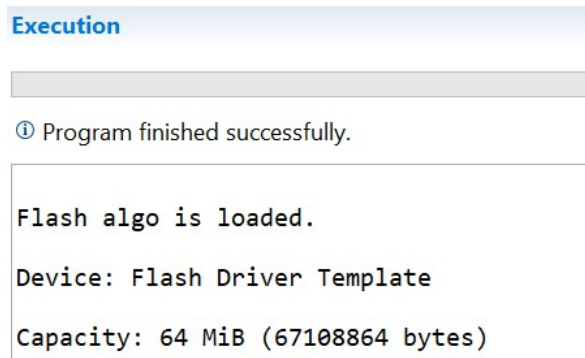 Execution
Program finished successfully.
Flash algo is loaded.
Device: Flash Driver Template
Capacity: 64 MiB (67108864 bytes)